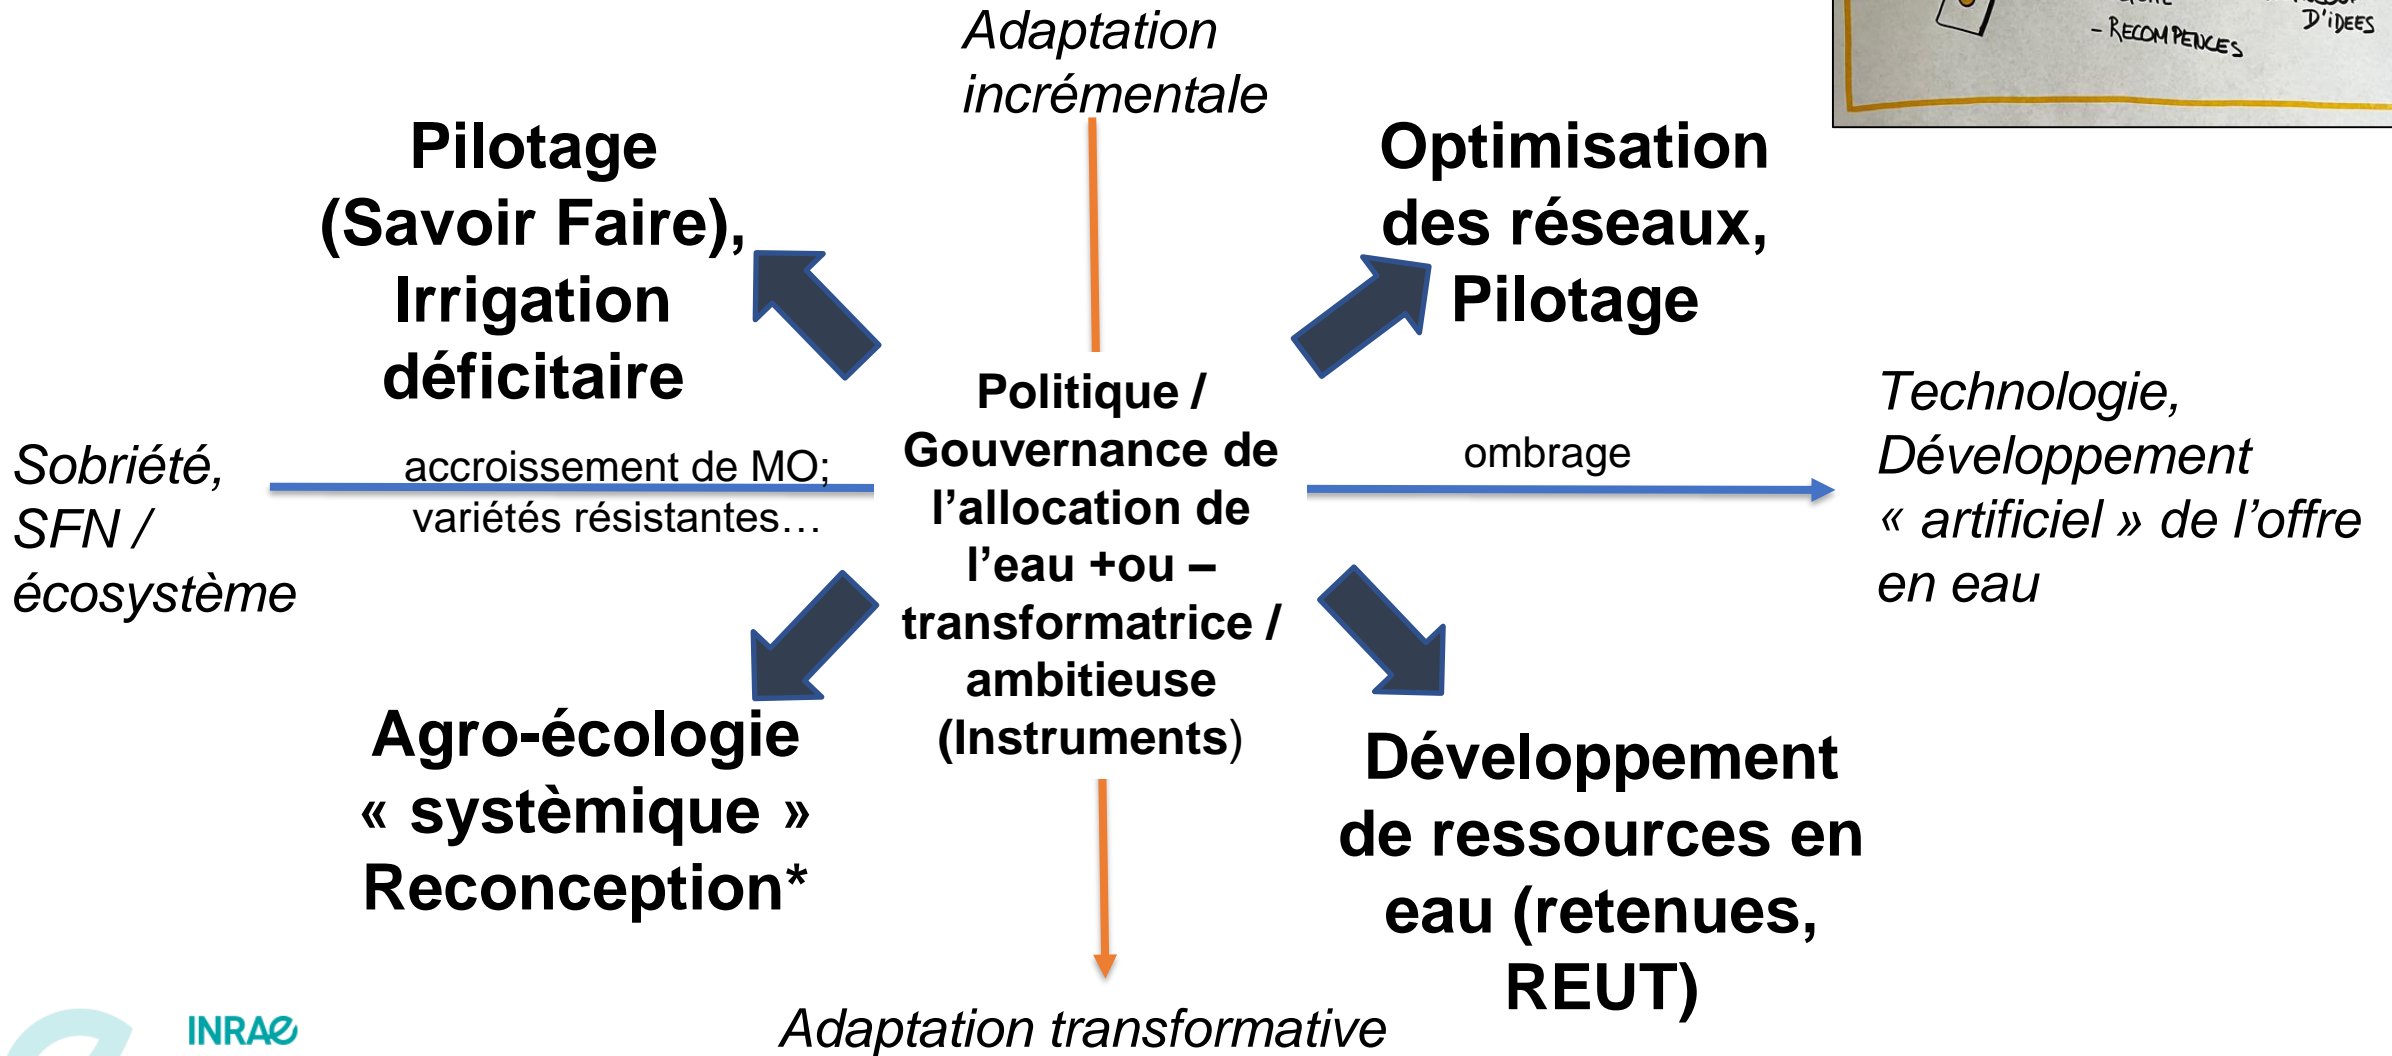 Adaptation
incrémentale
- RECOMPENCES
D'IDEES
Pilotage
(Savoir Faire),
Irrigation
déficitaire
Optimisation
des réseaux,
Pilotage
Sobriété,
SFN /
écosystème
accroissement de MO;
variétés résistantes…
Politique /
Gouvernance de
l’allocation de
l’eau +ou –
transformatrice /
ambitieuse
(Instruments)
ombrage
Technologie,
Développement
« artificiel » de l’offre
en eau
Agro-écologie
« systèmique »
Reconception*
Développement
de ressources en
eau (retenues,
REUT)
Adaptation transformative
INRAE